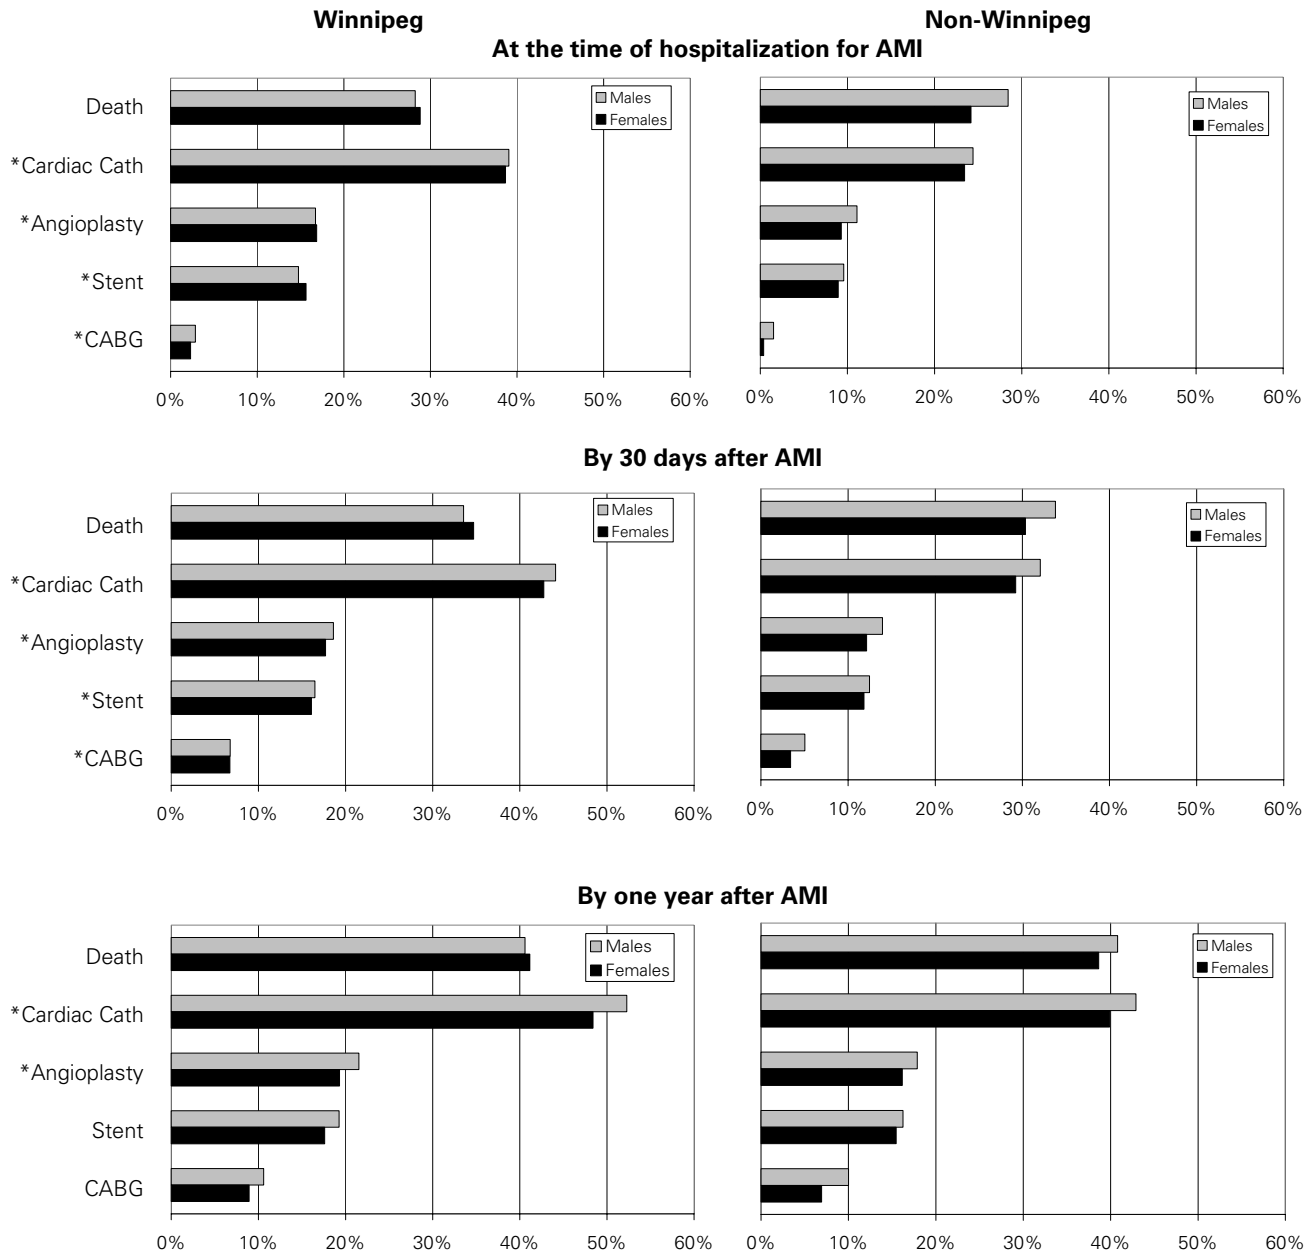 Winnipeg
Non-Winnipeg
At the time of hospitalization for AMI
Death
*Cardiac Cath
*Angioplasty
*Stent
*CABG
Males
Females
0% 10% 20% 30% 40% 50% 60%
Males
Females
0% 10% 20% 30% 40% 50% 60%
By 30 days after AMI
Death
*Cardiac Cath
*Angioplasty
*Stent
*CABG
Males
Females
0% 10% 20% 30% 40% 50% 60%
Males
Females
0% 10% 20% 30% 40% 50% 60%
By one year after AMI
Death
*Cardiac Cath
*Angioplasty
Stent
CABG
Males
Females
0% 10% 20% 30% 40% 50% 60%
Males
Females
0% 10% 20% 30% 40% 50% 60%